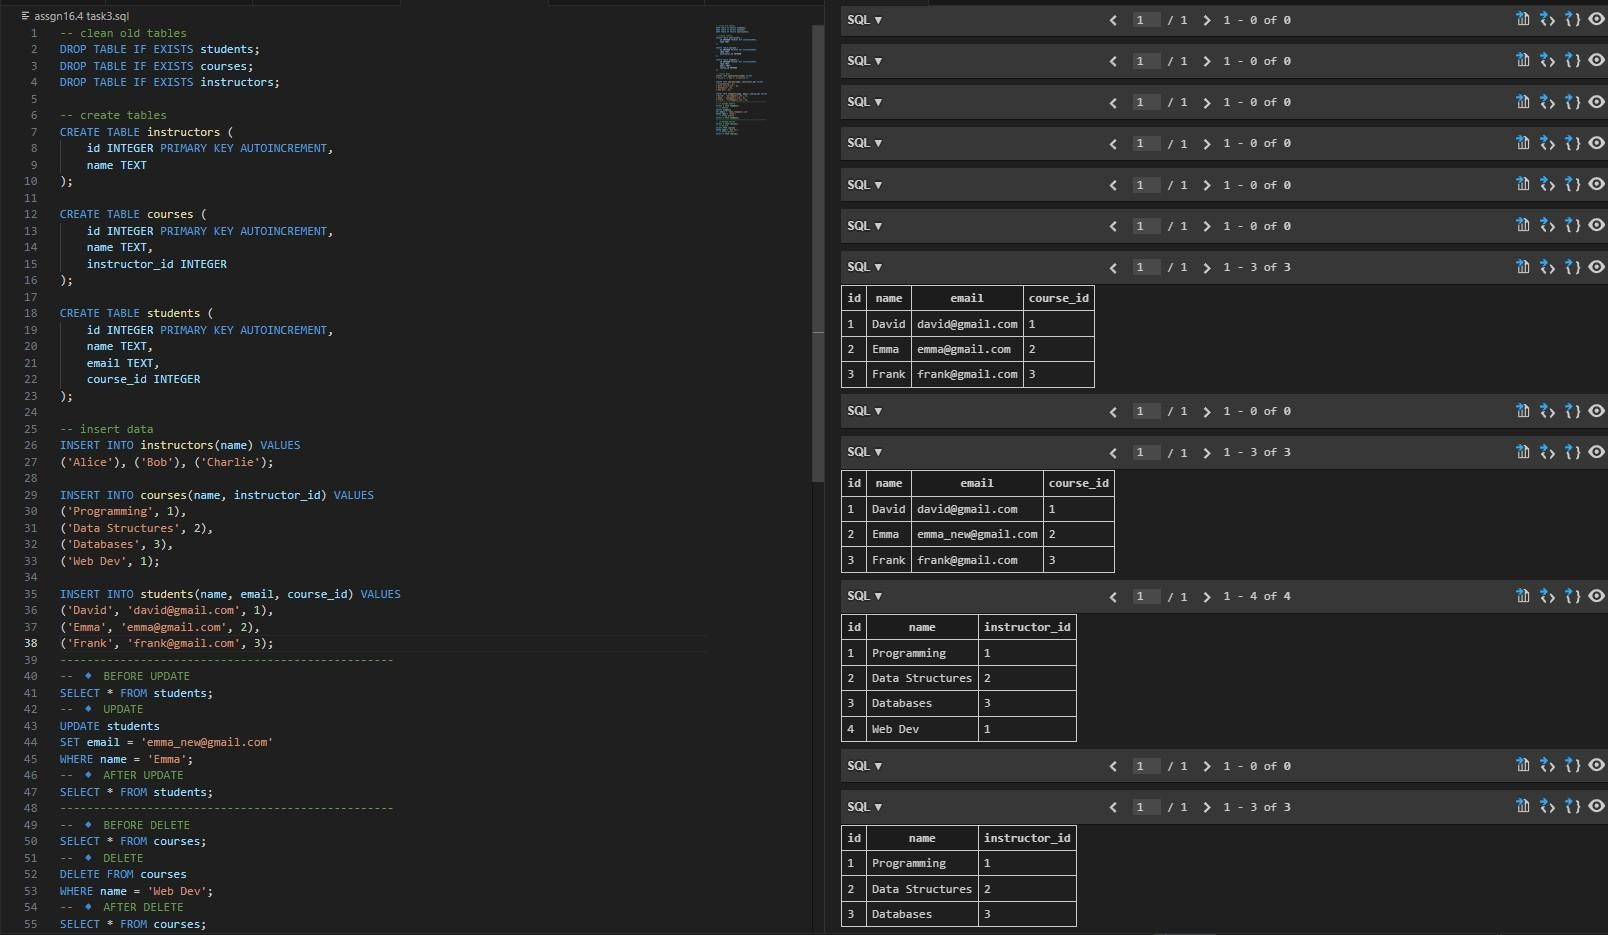 assgn16.4 task3.sql
1 -- clean old tables
2 DROP TABLE IF EXISTS students;
3 DROP TABLE IF EXISTS courses;
4 DROP TABLE IF EXISTS instructors;
5
6 -- create tables
7 CREATE TABLE instructors (
8 id INTEGER PRIMARY KEY AUTOINCREMENT,
9 name TEXT
10 );
11
12 CREATE TABLE courses (
13 id INTEGER PRIMARY KEY AUTOINCREMENT,
14 name TEXT,
15 instructor_id INTEGER
16 );
17
18 CREATE TABLE students (
19 id INTEGER PRIMARY KEY AUTOINCREMENT,
20 name TEXT,
21 email TEXT,
22 course_id INTEGER
23 );
24
25 -- insert data
26 INSERT INTO instructors(name) VALUES
27 ('Alice'), ('Bob'), ('Charlie');
28
29 INSERT INTO courses(name, instructor_id) VALUES
30 ('Programming', 1),
31 ('Data Structures', 2),
32 ('Databases', 3),
33 ('Web Dev', 1);
34
35 INSERT INTO students(name, email, course_id) VALUES
36 ('David', 'david@gmail.com', 1),
37 ('Emma', 'emma@gmail.com', 2),
38 ('Frank', 'frank@gmail.com', 3);
39 --------------------------------------------------
40 -- 🔹 BEFORE UPDATE
41 SELECT * FROM students;
42 -- 🔹 UPDATE
43 UPDATE students
44 SET email = 'emma_new@gmail.com'
45 WHERE name = 'Emma';
46 -- 🔹 AFTER UPDATE
47 SELECT * FROM students;
48 --------------------------------------------------
49 -- 🔹 BEFORE DELETE
50 SELECT * FROM courses;
51 -- 🔹 DELETE
52 DELETE FROM courses
53 WHERE name = 'Web Dev';
54 -- 🔹 AFTER DELETE
55 SELECT * FROM courses;
SQL ▼ 1 / 1 1 - 0 of 0
SQL ▼ 1 / 1 1 - 0 of 0
SQL ▼ 1 / 1 1 - 0 of 0
SQL ▼ 1 / 1 1 - 0 of 0
SQL ▼ 1 / 1 1 - 0 of 0
SQL ▼ 1 / 1 1 - 0 of 0
SQL ▼ 1 / 1 1 - 3 of 3
id name email course_id
1 David david@gmail.com 1
2 Emma emma@gmail.com 2
3 Frank frank@gmail.com 3
SQL ▼ 1 / 1 1 - 0 of 0
SQL ▼ 1 / 1 1 - 3 of 3
id name email course_id
1 David david@gmail.com 1
2 Emma emma_new@gmail.com 2
3 Frank frank@gmail.com 3
SQL ▼ 1 / 1 1 - 4 of 4
id name instructor_id
1 Programming 1
2 Data Structures 2
3 Databases 3
4 Web Dev 1
SQL ▼ 1 / 1 1 - 0 of 0
SQL ▼ 1 / 1 1 - 3 of 3
id name instructor_id
1 Programming 1
2 Data Structures 2
3 Databases 3